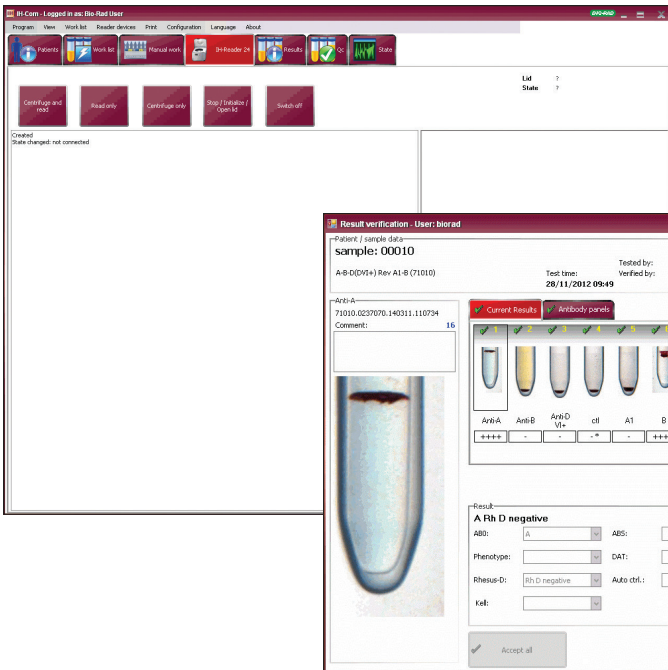 IH-Com - Logged in as: Bio-Rad User
BIO-RAD
Program View Work list Reader devices Print Configuration Language About
Patients Work list Manual work IH-Reader 24 Results Qc State
Lid ?
State ?
Centrifuge and read
Read only
Centrifuge only
Stop / Initialize / Open lid
Switch off
Created
State changed: not connected
Result verification - User: biorad
Patient / sample data
sample: 00010
Tested by:
A-B-D(DVI+) Rev A1-B (71010)
Test time:
Verified by:
28/11/2012 09:49
Anti-A
71010.0237070.140311.110734
Comment: 16
Current Results Antibody panels
1 2 3 4 5 6
Anti-A Anti-B Anti-D VI+ ctl A1 B
++++ - - - * - +++
Result
A Rh D negative
AB0: A ABS:
Phenotype: DAT:
Rhesus-D: Rh D negative Auto ctrl.:
Kell:
Accept all